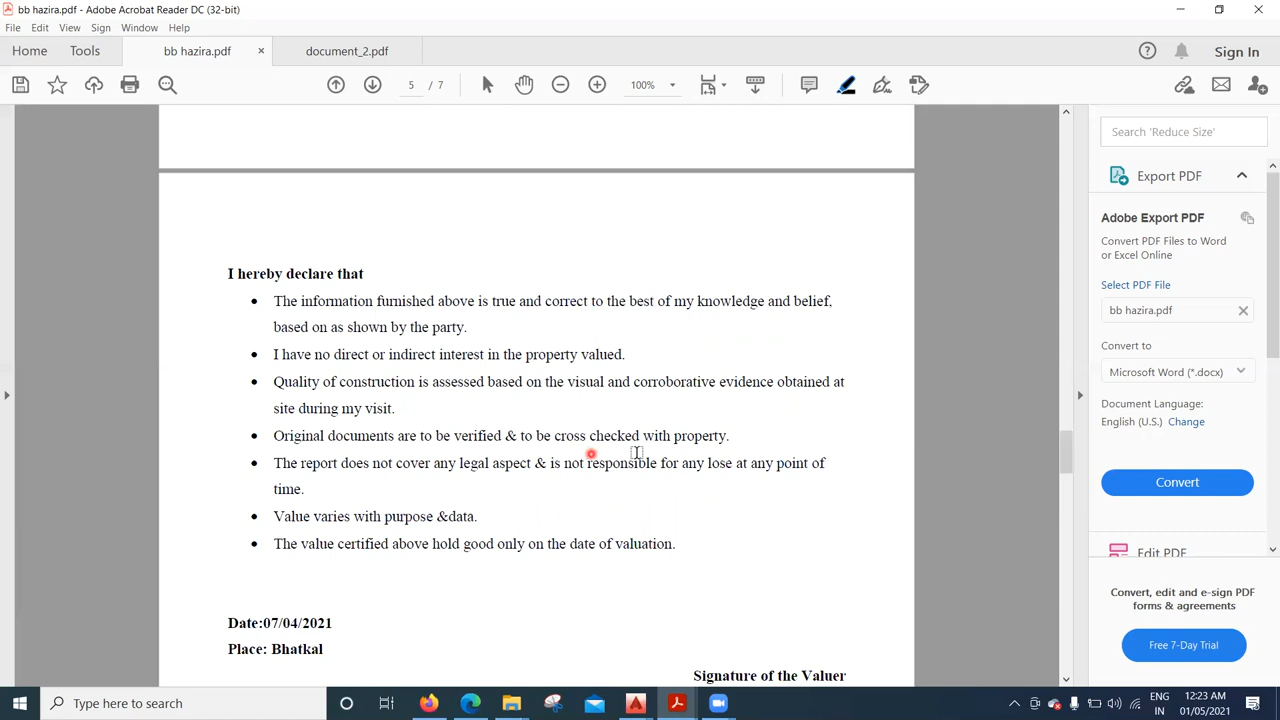 bb hazira.pdf - Adobe Acrobat Reader DC (32-bit)
File Edit View Sign Window Help
Home Tools bb hazira.pdf × document_2.pdf Sign In
5 / 7 100%
Search 'Reduce Size'
Export PDF
Adobe Export PDF
Convert PDF Files to Word
or Excel Online
Select PDF File
bb hazira.pdf
Convert to
Microsoft Word (*.docx)
Document Language:
English (U.S.) Change
Convert
Edit PDF
Convert, edit and e-sign PDF
forms & agreements
Free 7-Day Trial
I hereby declare that
• The information furnished above is true and correct to the best of my knowledge and belief,
based on as shown by the party.
• I have no direct or indirect interest in the property valued.
• Quality of construction is assessed based on the visual and corroborative evidence obtained at
site during my visit.
• Original documents are to be verified & to be cross checked with property.
• The report does not cover any legal aspect & is not responsible for any lose at any point of
time.
• Value varies with purpose &data.
• The value certified above hold good only on the date of valuation.
Date:07/04/2021
Place: Bhatkal
Signature of the Valuer
Type here to search
ENG
IN
12:23 AM
01/05/2021